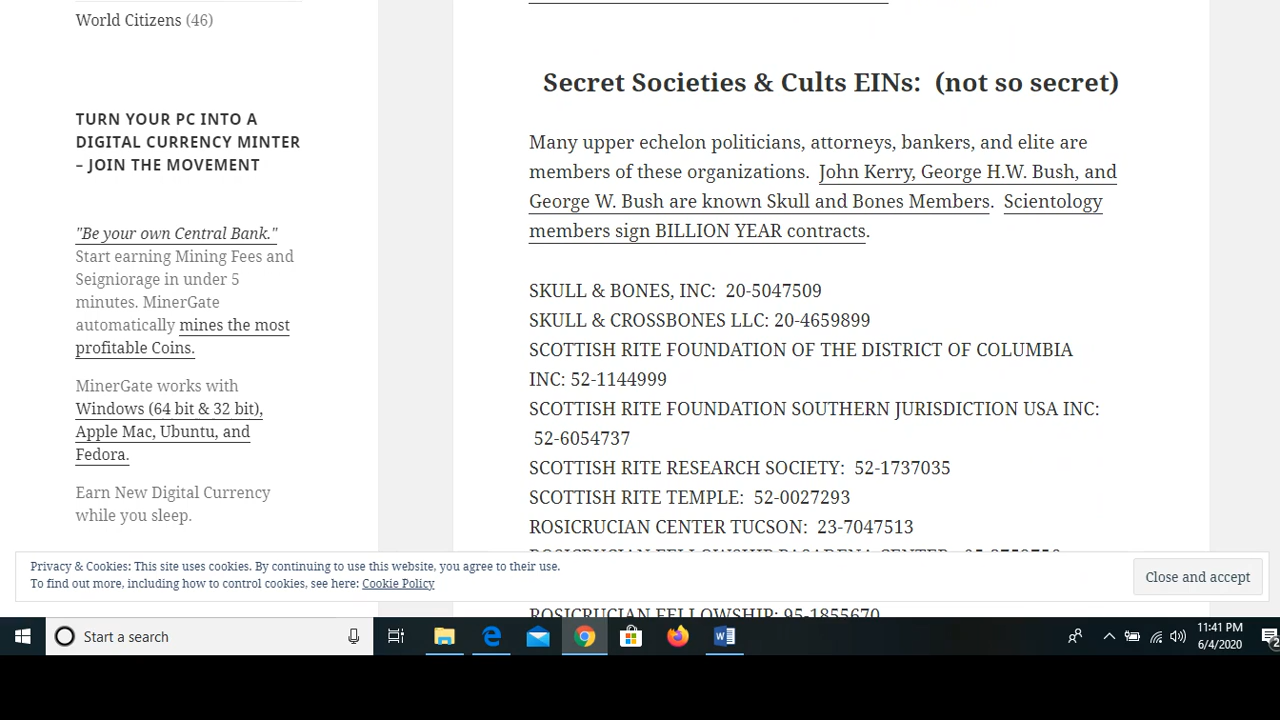 World Citizens (46)
TURN YOUR PC INTO A
DIGITAL CURRENCY MINTER
– JOIN THE MOVEMENT
"Be your own Central Bank."
Start earning Mining Fees and
Seigniorage in under 5
minutes. MinerGate
automatically mines the most
profitable Coins.
MinerGate works with
Windows (64 bit & 32 bit),
Apple Mac, Ubuntu, and
Fedora.
Earn New Digital Currency
while you sleep.
Secret Societies & Cults EINs:  (not so secret)
Many upper echelon politicians, attorneys, bankers, and elite are
members of these organizations.  John Kerry, George H.W. Bush, and
George W. Bush are known Skull and Bones Members.  Scientology
members sign BILLION YEAR contracts.
SKULL & BONES, INC:  20-5047509
SKULL & CROSSBONES LLC: 20-4659899
SCOTTISH RITE FOUNDATION OF THE DISTRICT OF COLUMBIA
INC: 52-1144999
SCOTTISH RITE FOUNDATION SOUTHERN JURISDICTION USA INC:
52-6054737
SCOTTISH RITE RESEARCH SOCIETY:  52-1737035
SCOTTISH RITE TEMPLE:  52-0027293
ROSICRUCIAN CENTER TUCSON:  23-7047513
ROSICRUCIAN FELLOWSHIP PASADENA CENTER:
ROSICRUCIAN FELLOWSHIP: 95-1855670
Privacy & Cookies: This site uses cookies. By continuing to use this website, you agree to their use.
To find out more, including how to control cookies, see here: Cookie Policy
Close and accept
Start a search
11:41 PM
6/4/2020
2